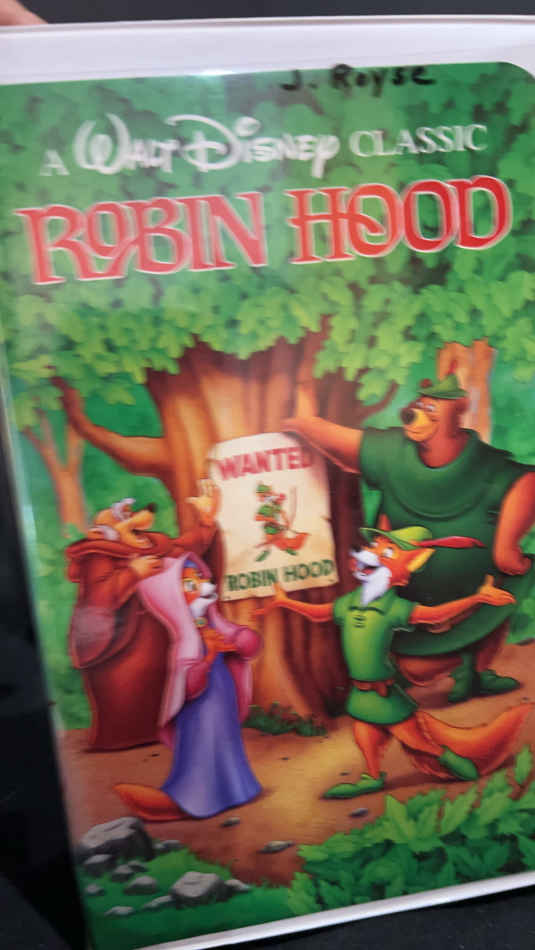 J. Royse
A Walt Disney CLASSIC
ROBIN HOOD
WANTED
ROBIN HOOD